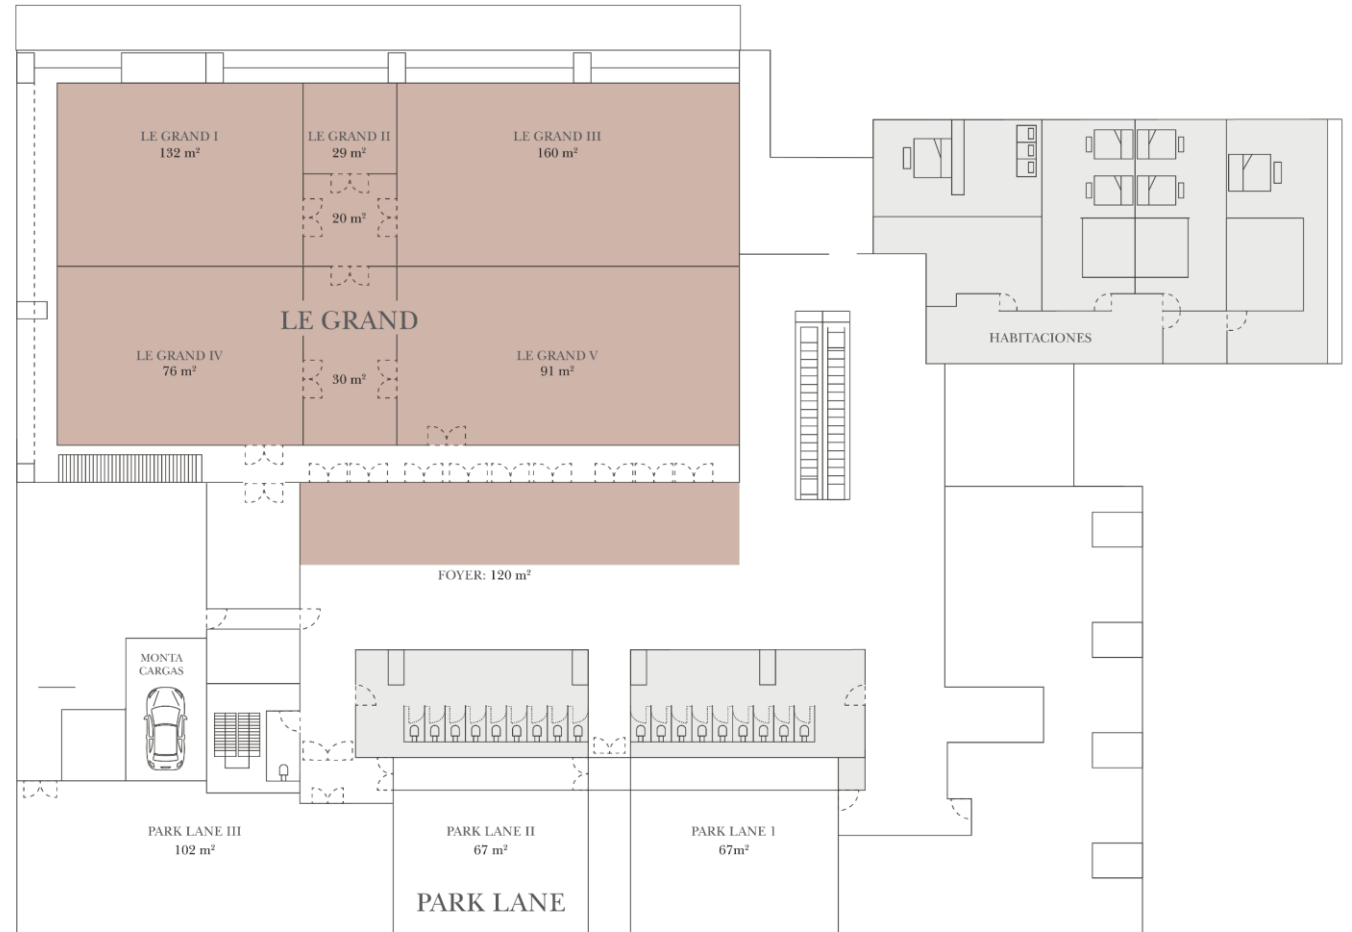 LE GRAND I
132 m²
LE GRAND II
29 m²
LE GRAND III
160 m²
20 m²
LE GRAND
LE GRAND IV
76 m²
30 m²
LE GRAND V
91 m²
HABITACIONES
FOYER: 120 m²
MONTA
CARGAS
PARK LANE III
102 m²
PARK LANE II
67 m²
PARK LANE 1
67m²
PARK LANE